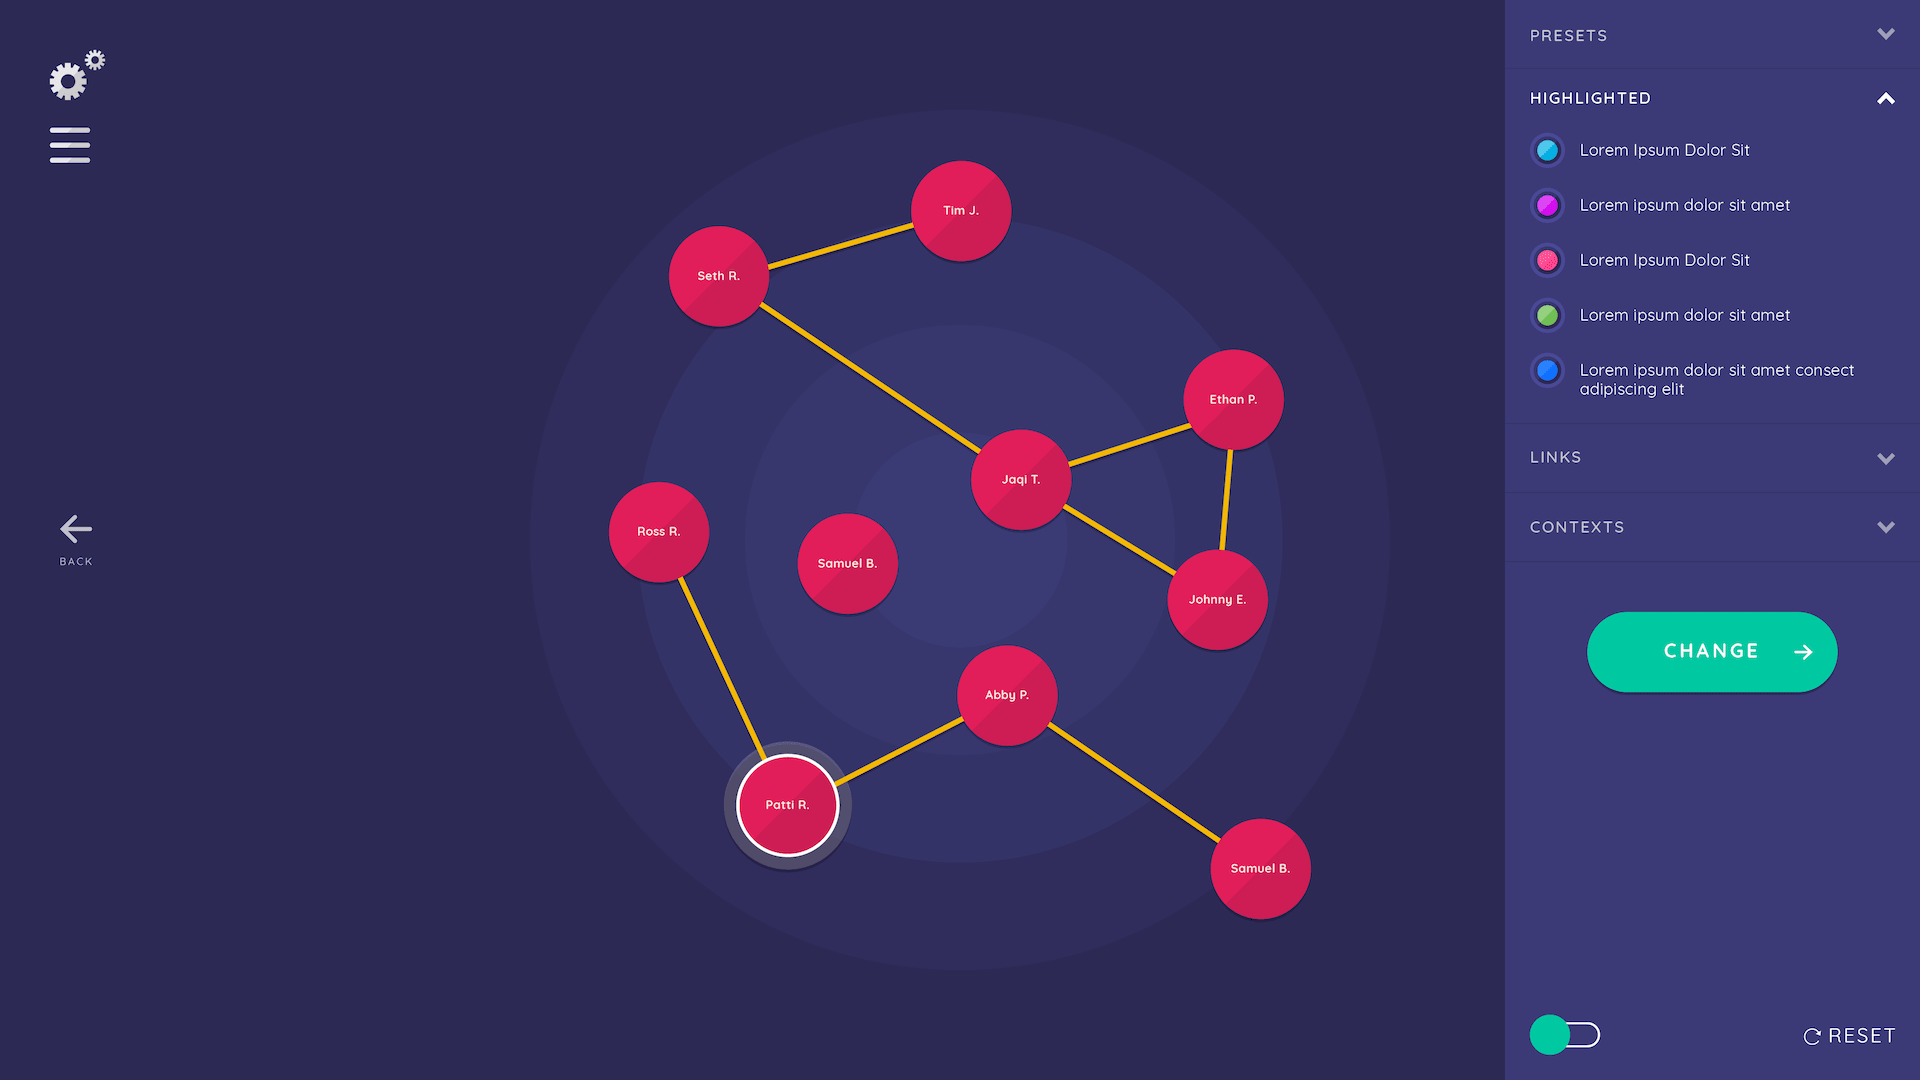 BACK
Tim J.
Seth R.
Ethan P.
Jaqi T.
Ross R.
Samuel B.
Johnny E.
Abby P.
Patti R.
Samuel B.
PRESETS
HIGHLIGHTED
Lorem Ipsum Dolor Sit
Lorem ipsum dolor sit amet
Lorem Ipsum Dolor Sit
Lorem ipsum dolor sit amet
Lorem ipsum dolor sit amet consect
adipiscing elit
LINKS
CONTEXTS
CHANGE
RESET